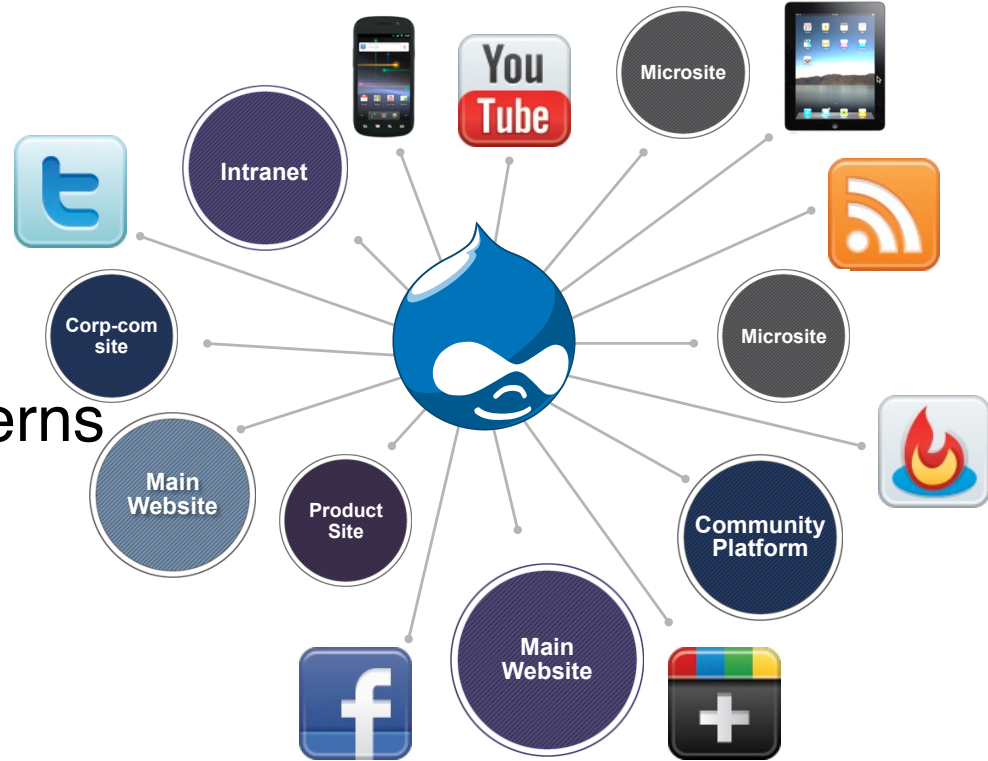 You
Tube
Microsite
Intranet
Corp-com
site
Microsite
erns
Main
Website
Product
Site
Community
Platform
Main
Website